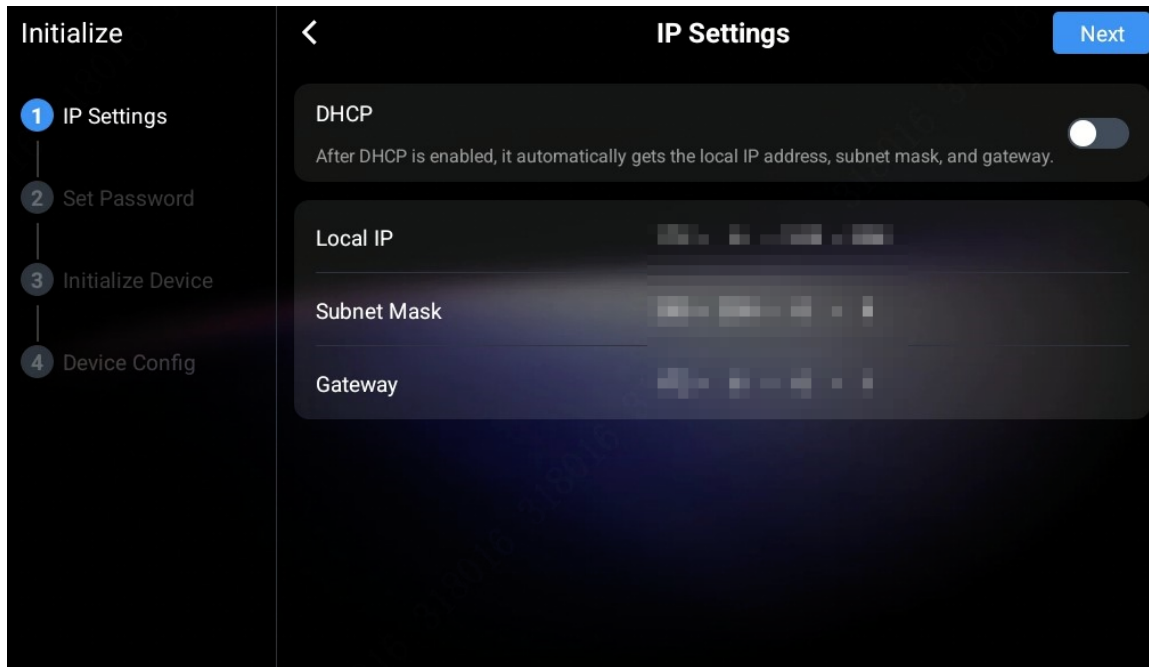 Initialize
IP Settings
Next
1 IP Settings
2 Set Password
3 Initialize Device
4 Device Config
DHCP
After DHCP is enabled, it automatically gets the local IP address, subnet mask, and gateway.
Local IP
Subnet Mask
Gateway